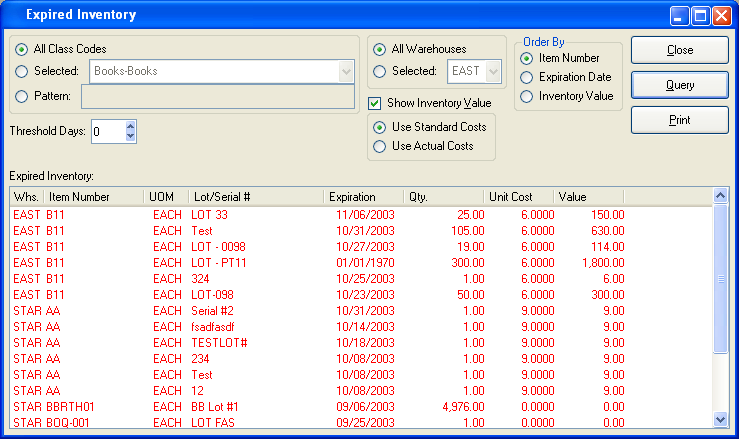 Expired Inventory
All Class Codes
Selected: Books-Books
Pattern:
Threshold Days: 0
All Warehouses
Selected: EAST
Show Inventory Value
Use Standard Costs
Use Actual Costs
Order By
Item Number
Expiration Date
Inventory Value
Close
Query
Print
Expired Inventory:
Whs. Item Number UOM Lot/Serial # Expiration Qty. Unit Cost Value
EAST B11 EACH LOT 33 11/06/2003 25.00 6.0000 150.00
EAST B11 EACH Test 10/31/2003 105.00 6.0000 630.00
EAST B11 EACH LOT - 0098 10/27/2003 19.00 6.0000 114.00
EAST B11 EACH LOT - PT11 01/01/1970 300.00 6.0000 1,800.00
EAST B11 EACH 324 10/25/2003 1.00 6.0000 6.00
EAST B11 EACH LOT-098 10/23/2003 50.00 6.0000 300.00
STAR AA EACH Serial #2 10/31/2003 1.00 9.0000 9.00
STAR AA EACH fsadfasdf 10/14/2003 1.00 9.0000 9.00
STAR AA EACH TESTLOT# 10/18/2003 1.00 9.0000 9.00
STAR AA EACH 234 10/08/2003 1.00 9.0000 9.00
STAR AA EACH Test 10/08/2003 1.00 9.0000 9.00
STAR AA EACH 12 10/08/2003 1.00 9.0000 9.00
STAR BBRTH01 EACH BB Lot #1 09/06/2003 4,976.00 0.0000 0.00
STAR BOQ-001 EACH LOT FAS 09/25/2003 1.00 0.0000 0.00